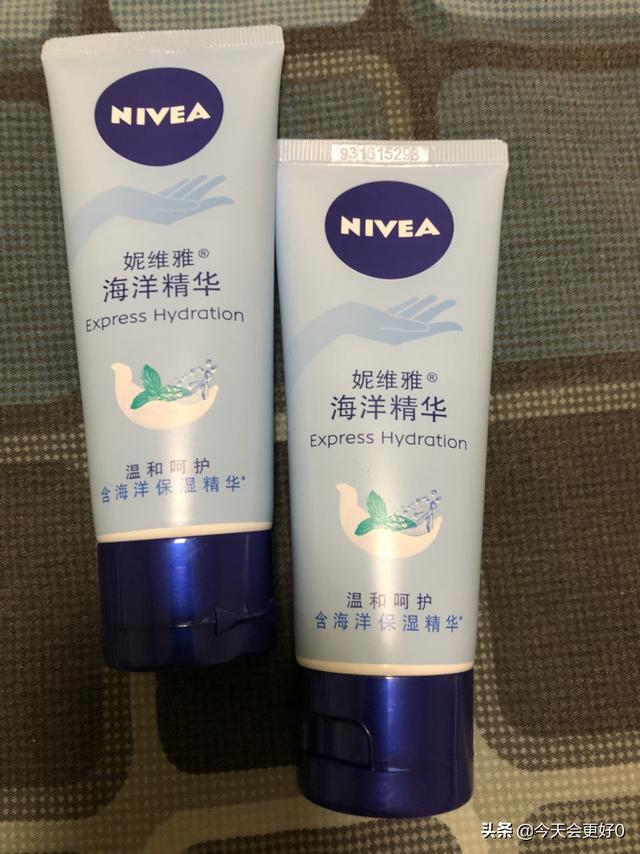 NIVEA
妮维雅®
海洋精华
Express Hydration
温和呵护
含海洋保湿精华*
931615298
NIVEA
妮维雅®
海洋精华
Express Hydration
温和呵护
含海洋保湿精华*
头条 @今天会更好0